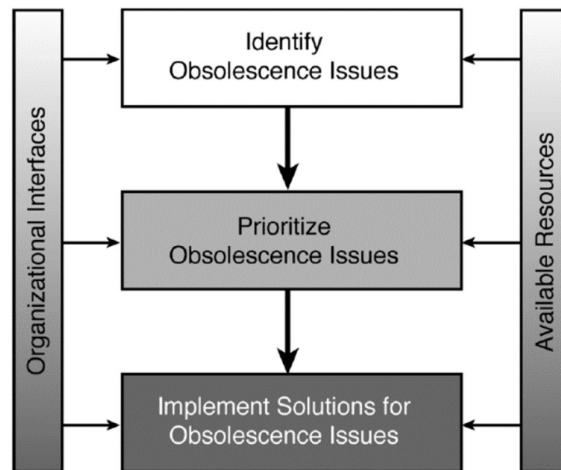 Organizational Interfaces
Identify
Obsolescence Issues
Prioritize
Obsolescence Issues
Implement Solutions for
Obsolescence Issues
Available Resources